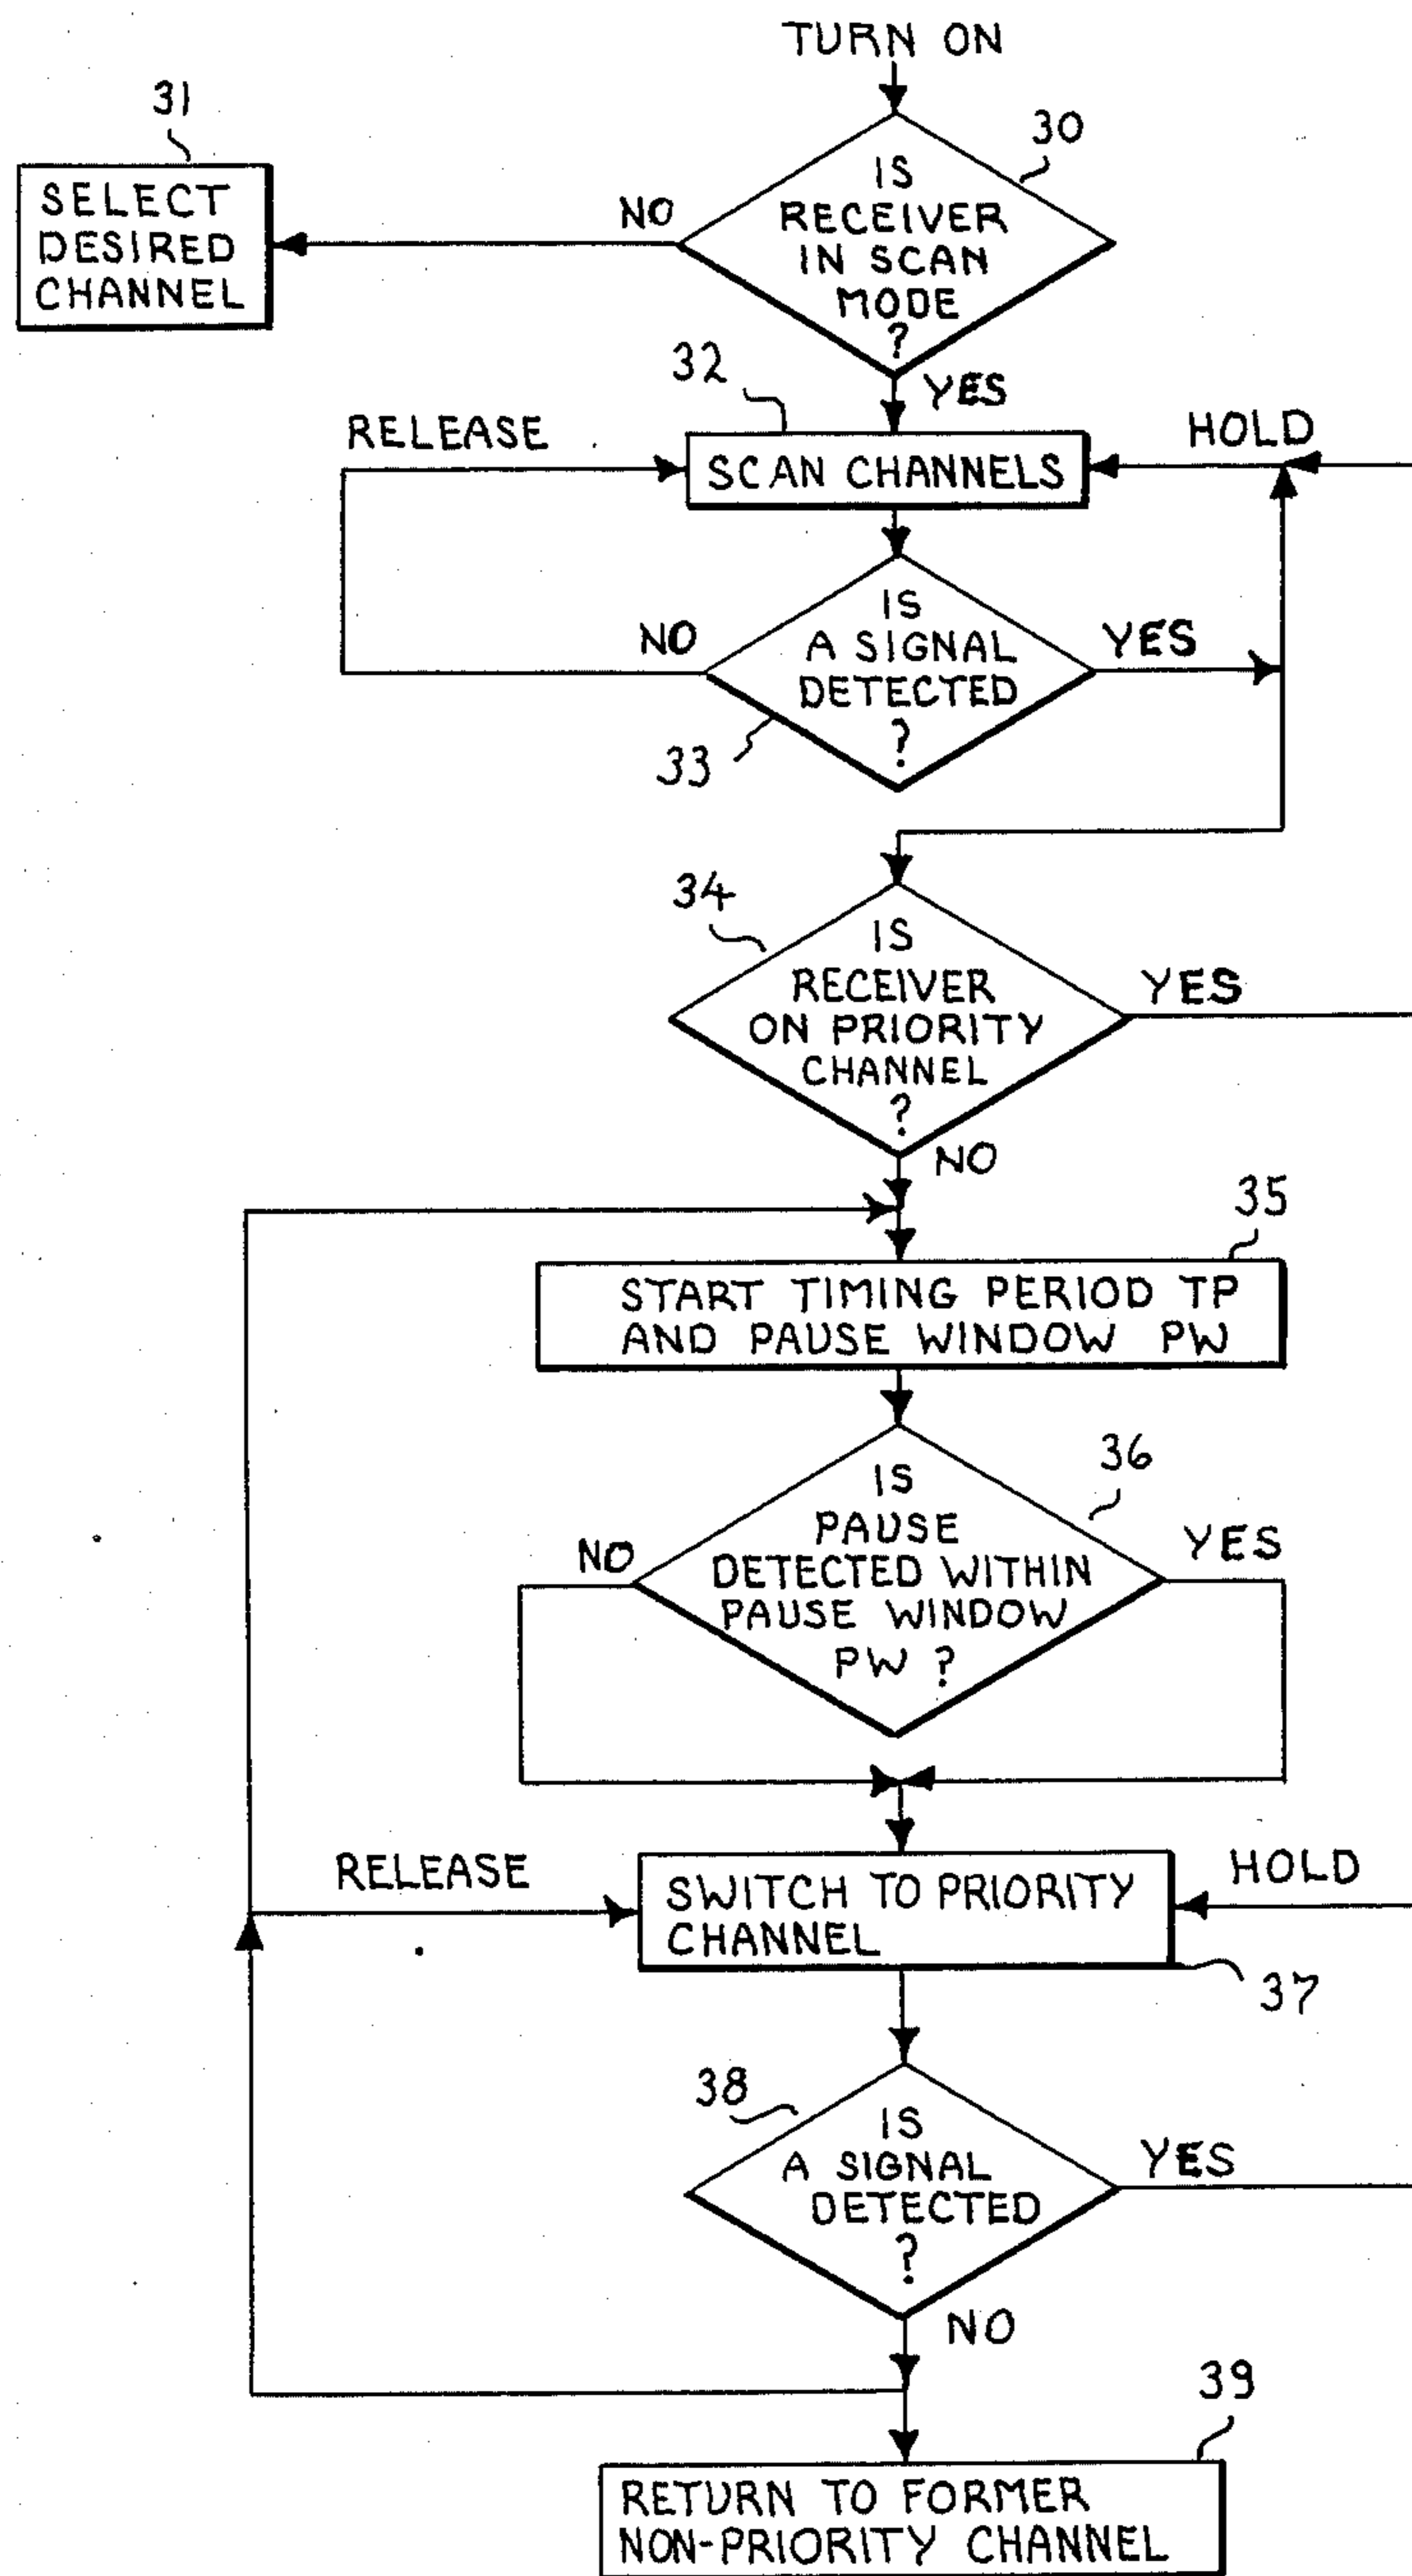 TURN ON
31
30
SELECT
DESIRED
CHANNEL
NO
IS
RECEIVER
IN SCAN
MODE
?
32
YES
RELEASE
SCAN CHANNELS
HOLD
NO
IS
A SIGNAL
DETECTED
?
YES
33
34
IS
RECEIVER
ON PRIORITY
CHANNEL
?
YES
NO
35
START TIMING PERIOD TP
AND PAUSE WINDOW PW
36
NO
IS
PAUSE
DETECTED WITHIN
PAUSE WINDOW
PW ?
YES
RELEASE
SWITCH TO PRIORITY
CHANNEL
HOLD
37
38
IS
A SIGNAL
DETECTED
?
YES
NO
39
RETURN TO FORMER
NON-PRIORITY CHANNEL